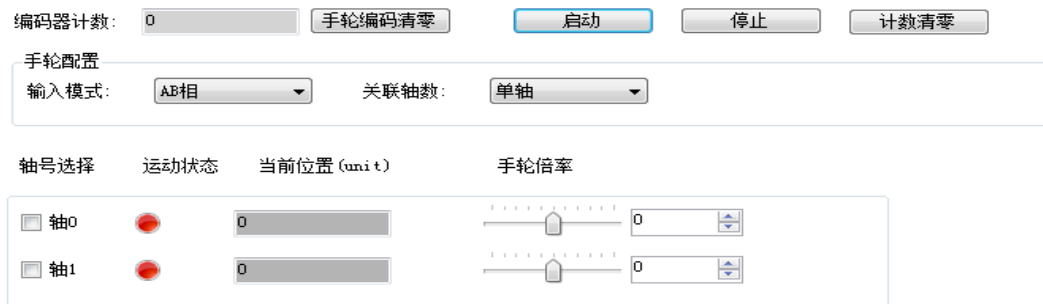 编码器计数: 0 手轮编码清零 启动 停止 计数清零
手轮配置
输入模式: AB相 关联轴数: 单轴
轴号选择 运动状态 当前位置(unit) 手轮倍率
轴0 0 0
轴1 0 0